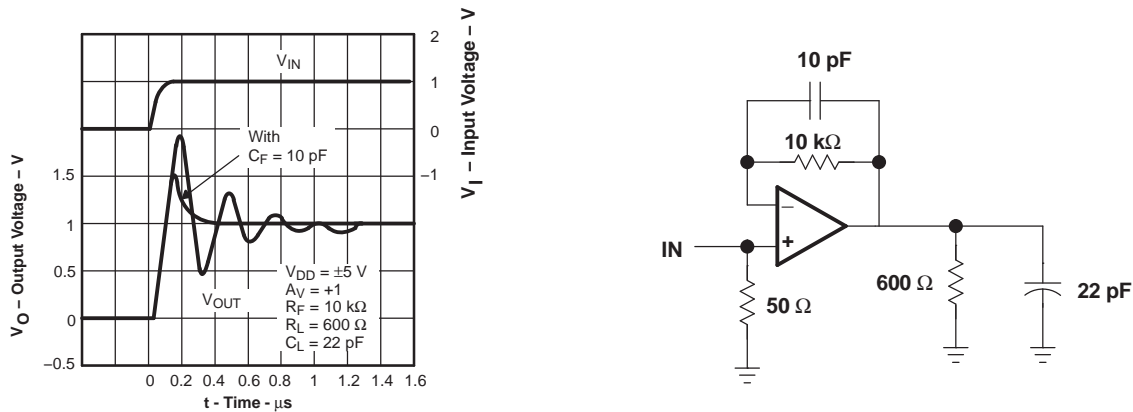 2
1
0
−1
V_I – Input Voltage – V
V_IN
With
C_F = 10 pF
1.5
1
0.5
0
−0.5
V_O – Output Voltage – V
V_OUT
V_DD = ±5 V
A_V = +1
R_F = 10 kΩ
R_L = 600 Ω
C_L = 22 pF
0 0.2 0.4 0.6 0.8 1 1.2 1.4 1.6
t - Time - μs
10 pF
10 kΩ
IN
−
+
50 Ω
600 Ω
22 pF